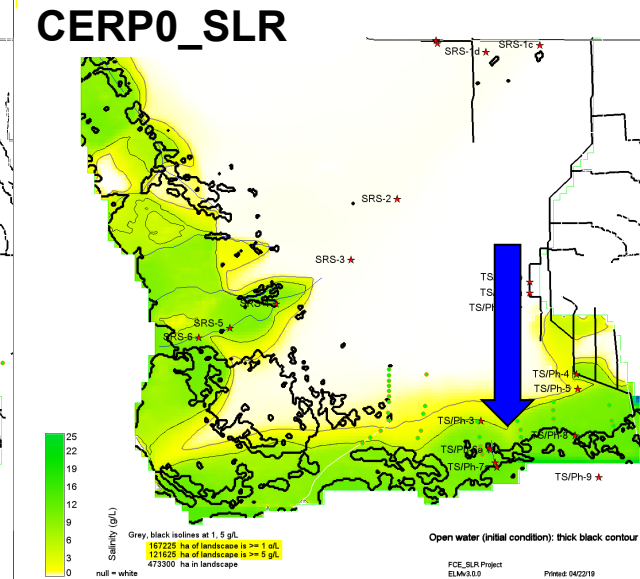 CERP0_SLR
SRS-1d
SRS-1c
SRS-2
SRS-3
TS/
TS/
TS/Ph
SRS-4
SRS-5
SRS-6
TS/Ph-4
TS/Ph-5
TS/Ph-3
TS/Ph-8
TS/Ph-7
TS/Ph-9
25
22
19
16
12
9
6
3
0
Salinity (g/L)
Grey, black isolines at 1, 5 g/L
167225 ha of landscape is >= 1 g/L
121625 ha of landscape is >= 5 g/L
473300 ha in landscape
null = white
Open water (initial condition): thick black contour
FCE_SLR Project
ELMv3.0.0
Printed: 04/22/19